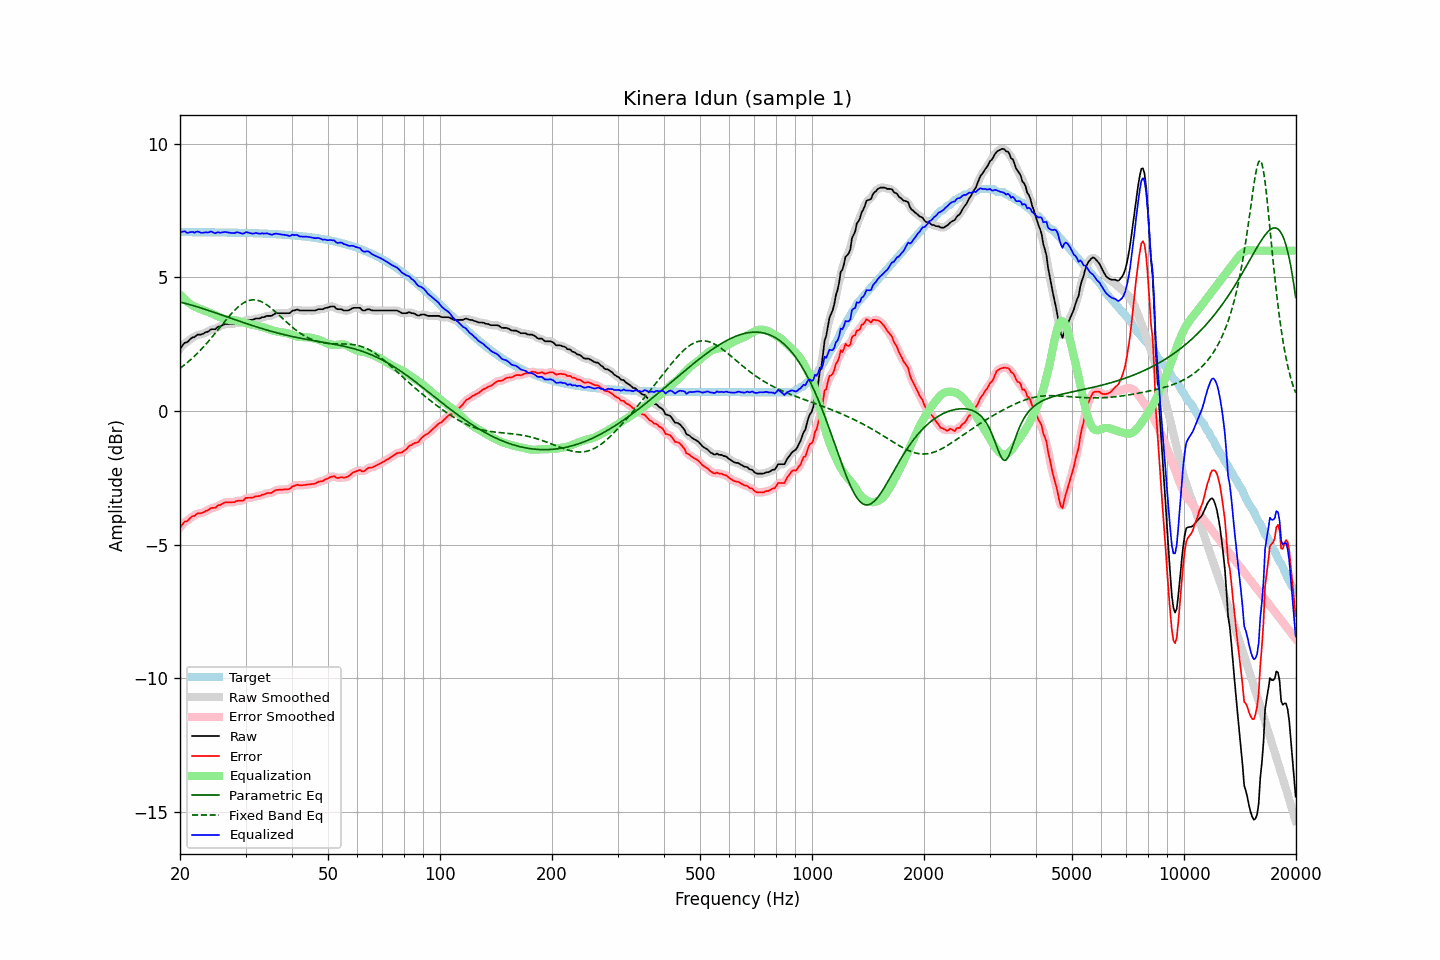 Kinera Idun (sample 1)
Amplitude (dBr)
10
5
0
−5
−10
−15
Target
Raw Smoothed
Error Smoothed
Raw
Error
Equalization
Parametric Eq
Fixed Band Eq
Equalized
20 50 100 200 500 1000 2000 5000 10000 20000
Frequency (Hz)